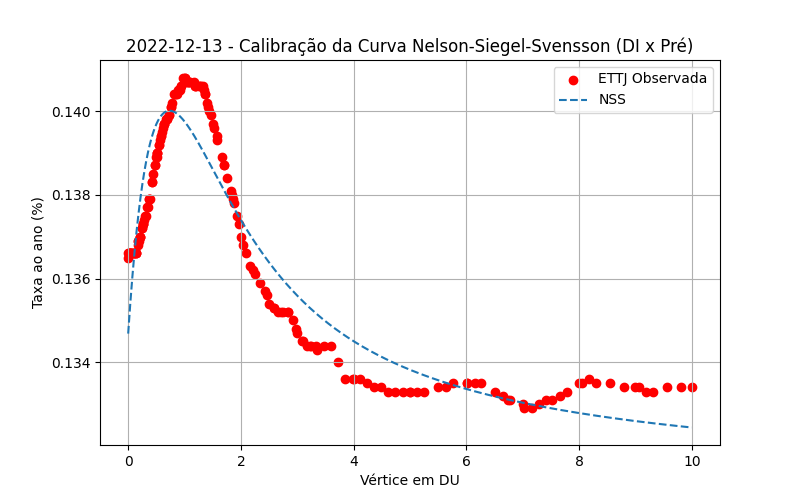 2022-12-13 - Calibração da Curva Nelson-Siegel-Svensson (DI x Pré)
ETTJ Observada
NSS
Taxa ao ano (%)
0.140
0.138
0.136
0.134
0 2 4 6 8 10
Vértice em DU